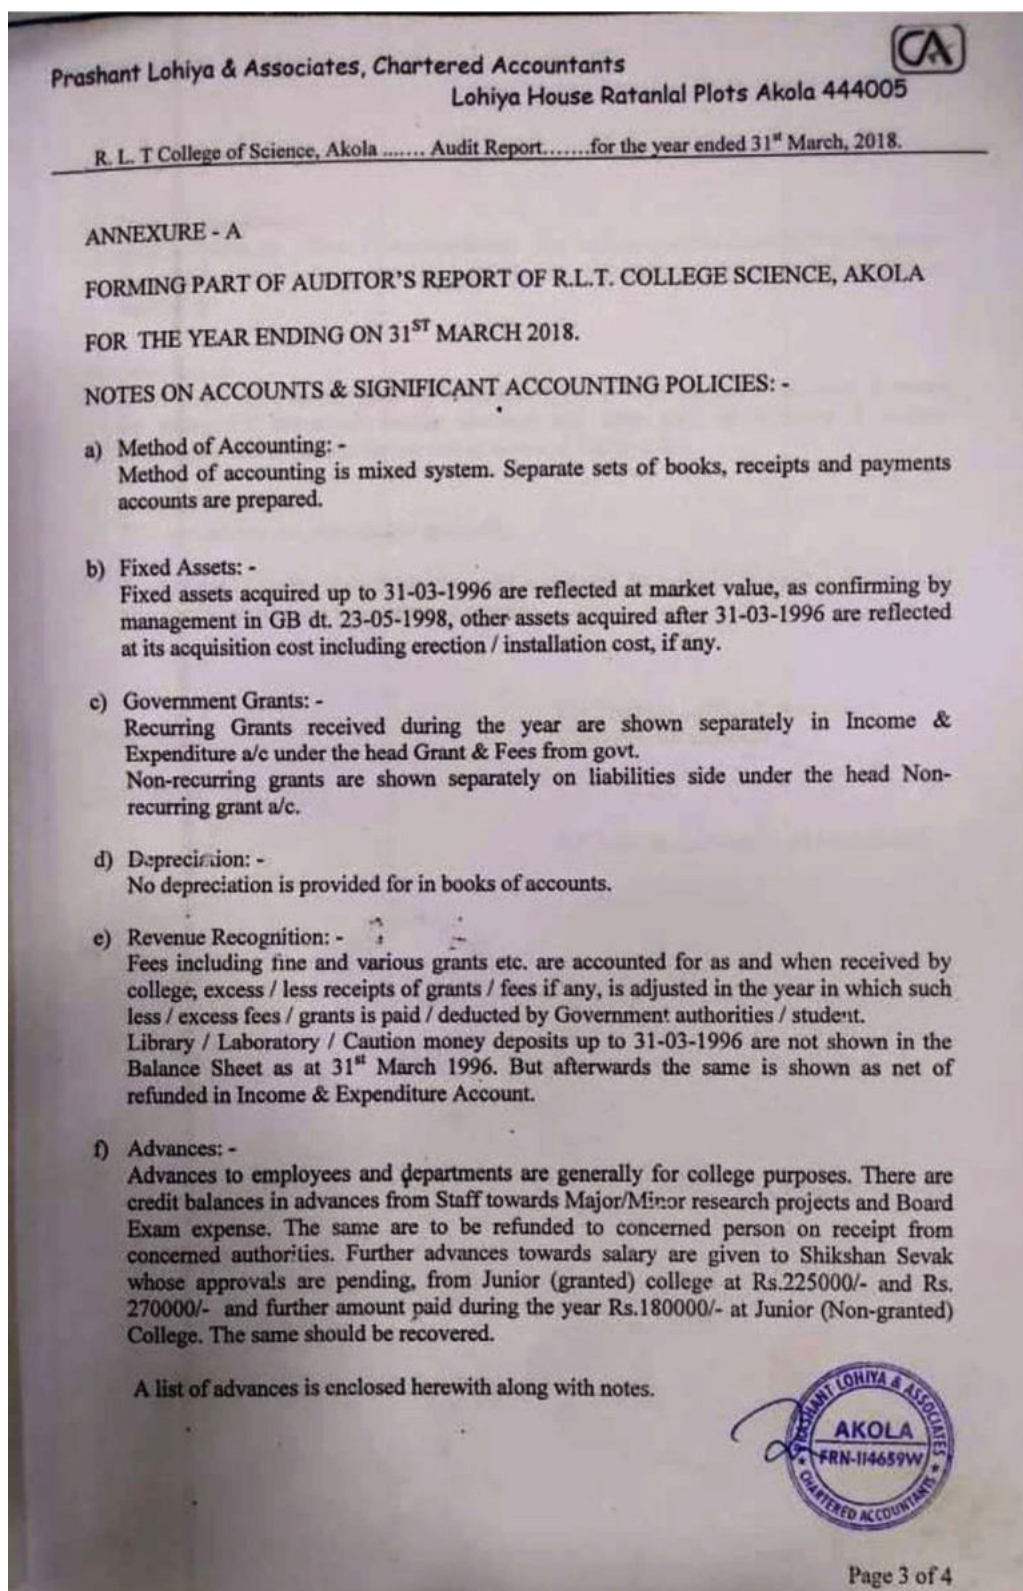 Prashant Lohiya & Associates, Chartered Accountants
CA
Lohiya House Ratanlal Plots Akola 444005
R. L. T College of Science, Akola ....... Audit Report.......for the year ended 31st March, 2018.
ANNEXURE - A
FORMING PART OF AUDITOR'S REPORT OF R.L.T. COLLEGE SCIENCE, AKOLA
FOR THE YEAR ENDING ON 31ST MARCH 2018.
NOTES ON ACCOUNTS & SIGNIFICANT ACCOUNTING POLICIES: -
a) Method of Accounting: -
Method of accounting is mixed system. Separate sets of books, receipts and payments
accounts are prepared.
b) Fixed Assets: -
Fixed assets acquired up to 31-03-1996 are reflected at market value, as confirming by
management in GB dt. 23-05-1998, other assets acquired after 31-03-1996 are reflected
at its acquisition cost including erection / installation cost, if any.
c) Government Grants: -
Recurring Grants received during the year are shown separately in Income &
Expenditure a/c under the head Grant & Fees from govt.
Non-recurring grants are shown separately on liabilities side under the head Non-
recurring grant a/c.
d) Depreciation: -
No depreciation is provided for in books of accounts.
e) Revenue Recognition: -
Fees including fine and various grants etc. are accounted for as and when received by
college, excess / less receipts of grants / fees if any, is adjusted in the year in which such
less / excess fees / grants is paid / deducted by Government authorities / student.
Library / Laboratory / Caution money deposits up to 31-03-1996 are not shown in the
Balance Sheet as at 31st March 1996. But afterwards the same is shown as net of
refunded in Income & Expenditure Account.
f) Advances: -
Advances to employees and departments are generally for college purposes. There are
credit balances in advances from Staff towards Major/Minor research projects and Board
Exam expense. The same are to be refunded to concerned person on receipt from
concerned authorities. Further advances towards salary are given to Shikshan Sevak
whose approvals are pending, from Junior (granted) college at Rs.225000/- and Rs.
270000/- and further amount paid during the year Rs.180000/- at Junior (Non-granted)
College. The same should be recovered.
A list of advances is enclosed herewith along with notes.
PRASHANT LOHIYA & ASSOCIATES
AKOLA
FRN-114659W
CHARTERED ACCOUNTANTS
Page 3 of 4